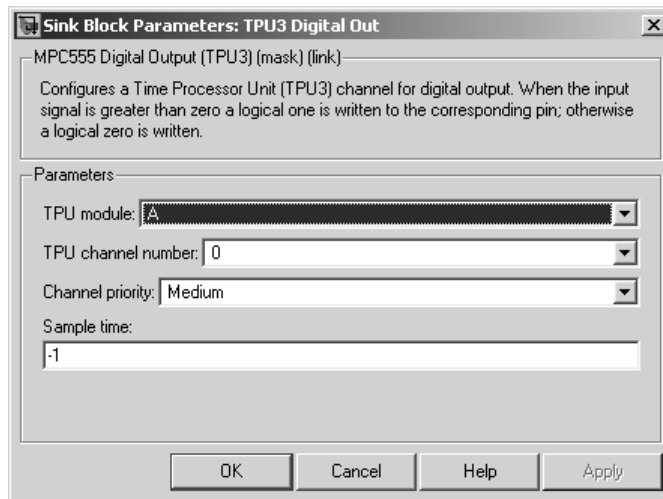 Sink Block Parameters: TPU3 Digital Out
MPC555 Digital Output (TPU3) (mask) (link)
Configures a Time Processor Unit (TPU3) channel for digital output. When the input
signal is greater than zero a logical one is written to the corresponding pin; otherwise
a logical zero is written.
Parameters
TPU module: A
TPU channel number: 0
Channel priority: Medium
Sample time:
-1
OK Cancel Help Apply